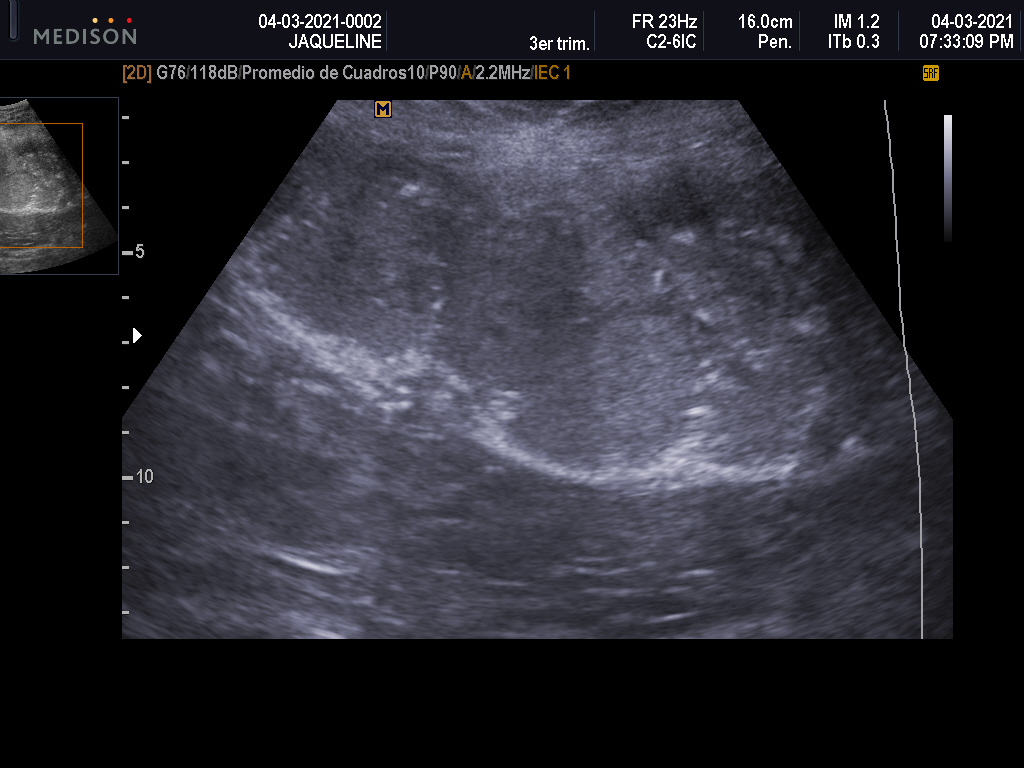 MEDISON
04-03-2021-0002
JAQUELINE
3er trim.
FR 23Hz
C2-6IC
16.0cm
Pen.
IM 1.2
ITb 0.3
04-03-2021
07:33:09 PM
[2D] G76/118dB/Promedio de Cuadros10/P90/A/2.2MHz/IEC 1
SRF
M
5
10